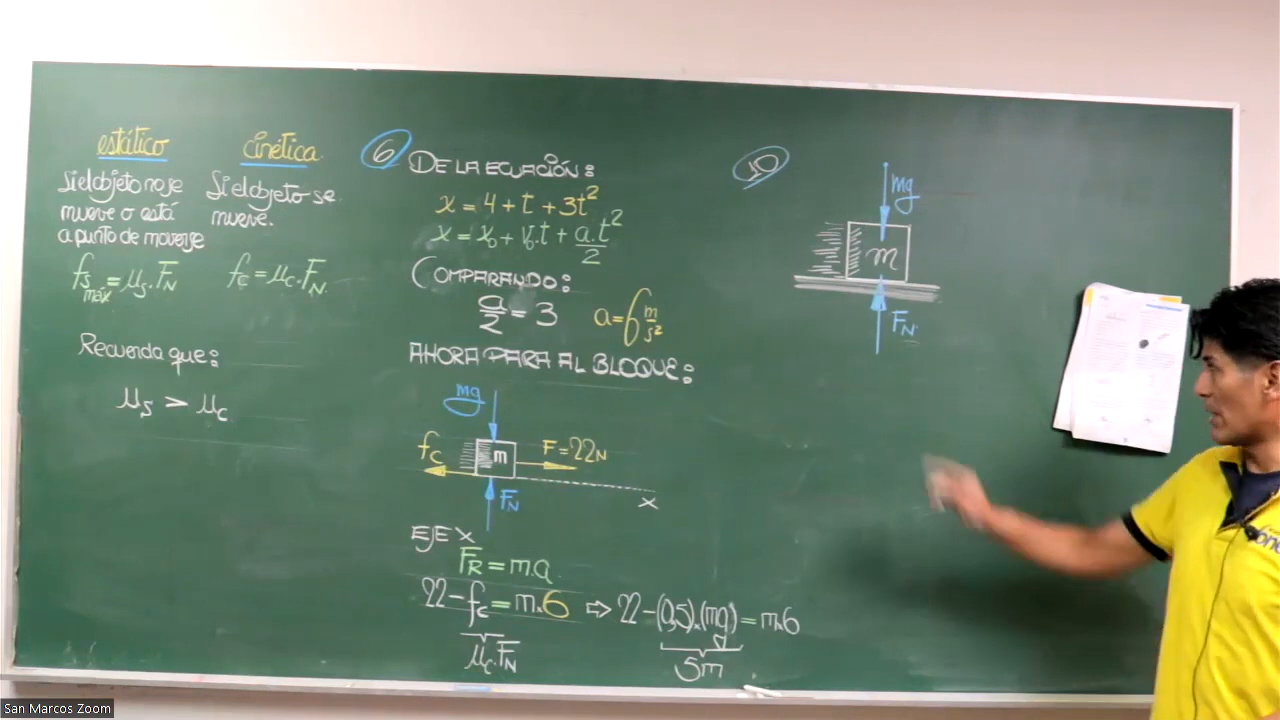 estático
Si el objeto no se
mueve o está
a punto de moverse
fs máx = μs.FN
cinética
Si el objeto se
mueve.
fc = μc.FN
Recuerda que:
μs > μc
6
DE LA ECUACIÓN:
x = 4 + t + 3t²
x = x₀ + v₀.t + a.t²/2
COMPARANDO:
a/2 = 3
a = 6 m/s²
AHORA PARA AL BLOQUE:
mg
fc
m
F = 22N
FN
x
EJE X
FR = m.a
22 - fc = m.6 ⇨ 22 - (0,5).(mg) = m.6
μc.FN
5m
10
mg
m
FN
San Marcos Zoom